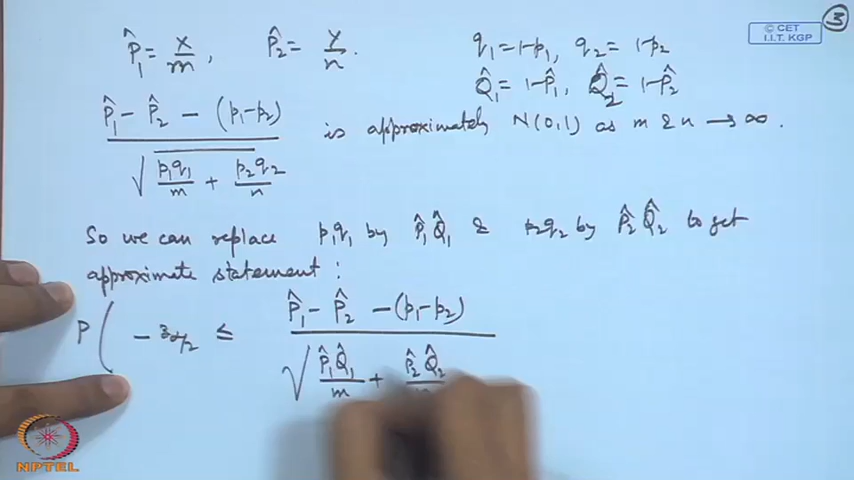 P̂₁ = X/m , P̂₂ = Y/n . q₁ = 1-p₁, q₂ = 1-p₂
Q̂₁ = 1-P̂₁, Q̂₂ = 1-P̂₂
(P̂₁ - P̂₂ - (p₁-p₂)) / √(p₁q₁/m + p₂q₂/n) is approximately N(0,1) as m & n → ∞ .
So we can replace p₁q₁ by P̂₁Q̂₁ & p₂q₂ by P̂₂Q̂₂ to get
approximate statement :
P ( - z_{α/2} ≤ (P̂₁ - P̂₂ - (p₁-p₂)) / √(P̂₁Q̂₁/m + P̂₂Q̂₂
© CET
I.I.T. KGP
3
NPTEL